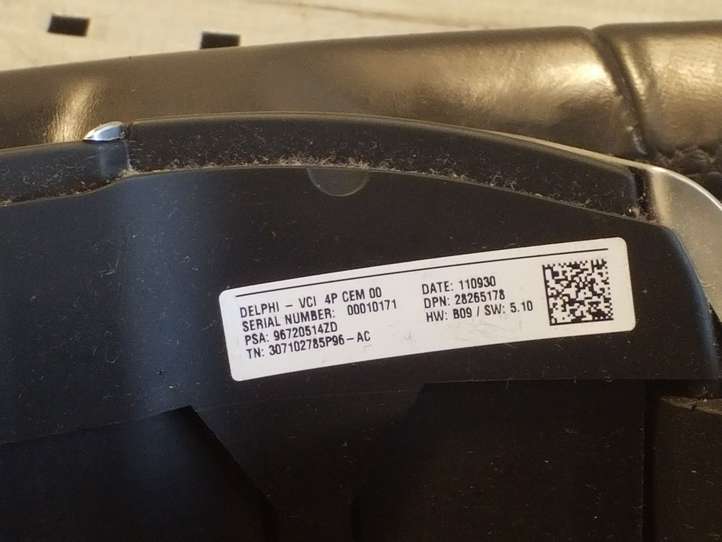 DELPHI - VCI 4P CEM 00
SERIAL NUMBER: 00010171
PSA: 96720514ZD
TN: 307102785P96-AC
DATE: 110930
DPN: 28265178
HW: B09 / SW: 5.10